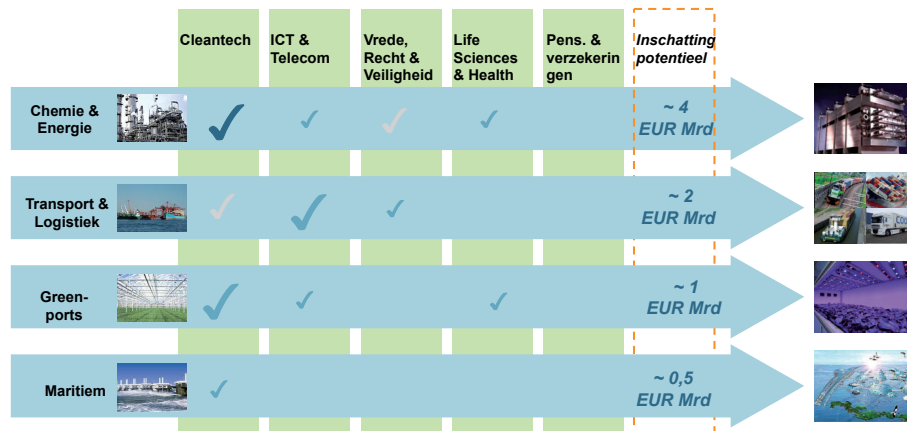 Cleantech
ICT &
Telecom
Vrede,
Recht &
Veiligheid
Life
Sciences
& Health
Pens. &
verzekerin
gen
Inschatting
potentieel
Chemie &
Energie
~ 4
EUR Mrd
Transport &
Logistiek
~ 2
EUR Mrd
Green-
ports
~ 1
EUR Mrd
Maritiem
~ 0,5
EUR Mrd